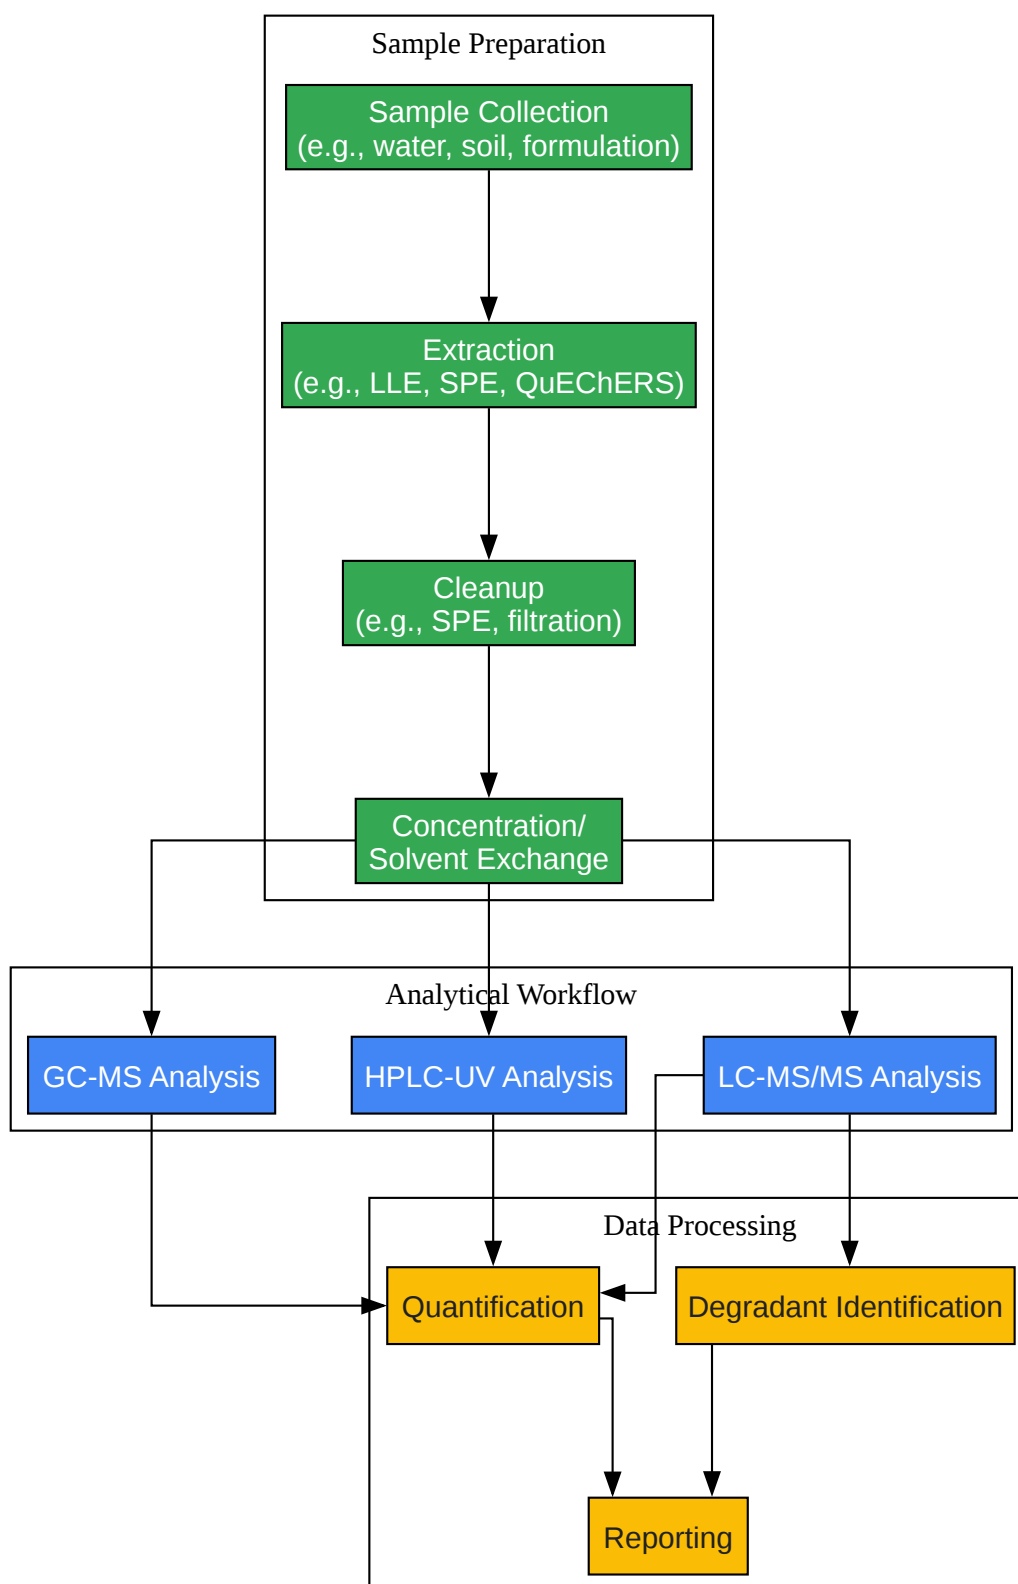 Sample Preparation
Sample Collection
(e.g., water, soil, formulation)
Extraction
(e.g., LLE, SPE, QuEChERS)
Cleanup
(e.g., SPE, filtration)
Concentration/
Solvent Exchange
Analytical Workflow
GC-MS Analysis
HPLC-UV Analysis
LC-MS/MS Analysis
Data Processing
Quantification
Degradant Identification
Reporting